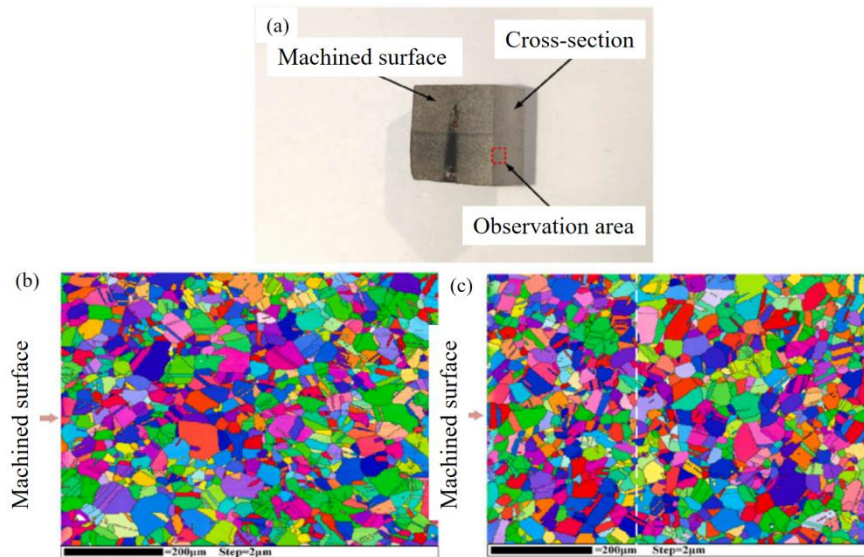 (a)
Machined surface
Cross-section
Observation area
(b)
Machined surface
=200μm Step=2μm
(c)
Machined surface
=200μm Step=2μm